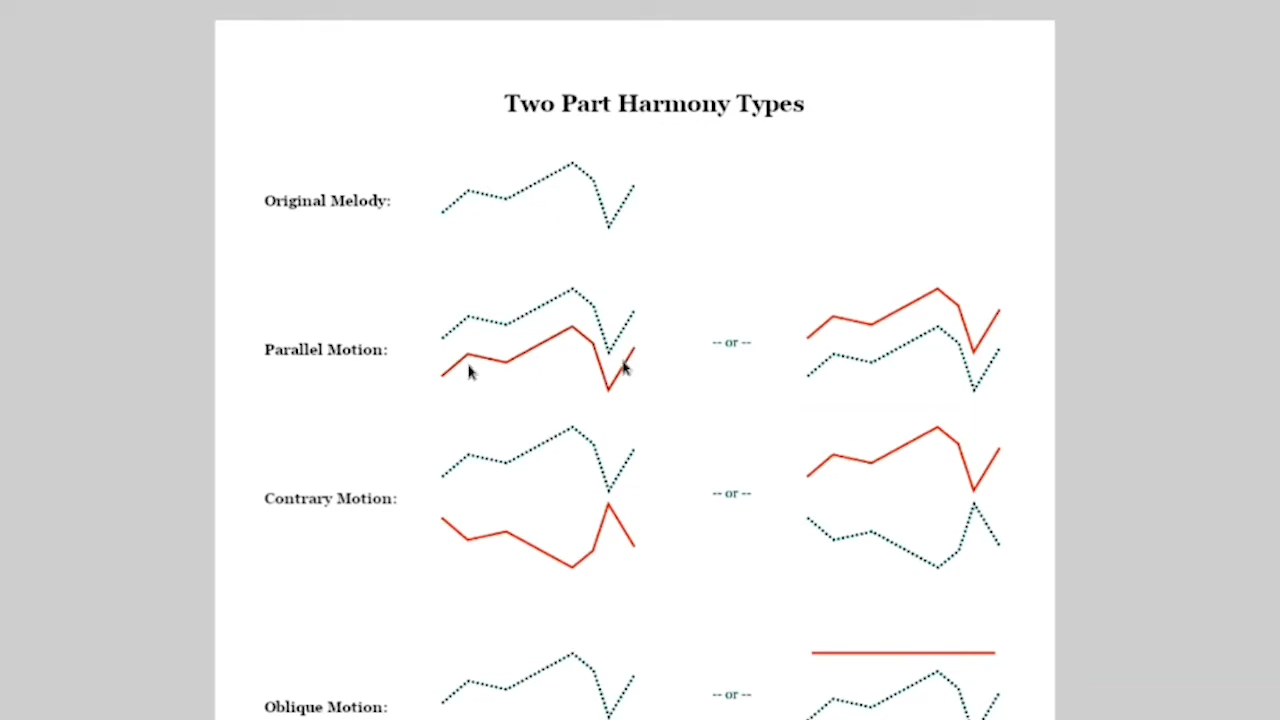 Two Part Harmony Types
Original Melody:
Parallel Motion:
-- or --
Contrary Motion:
-- or --
Oblique Motion:
-- or --